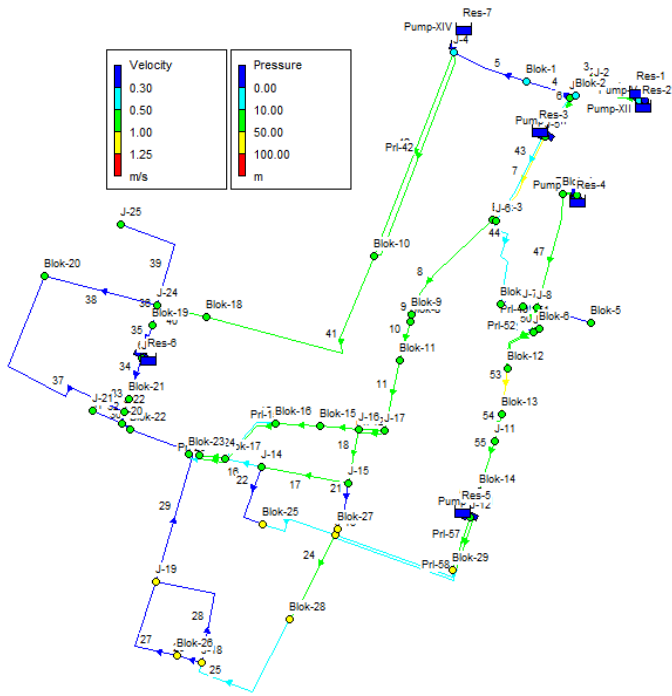 Res-7
Pump-XIV
J-4
5
Blok-1
4
3
J-2
Blok-2
6
Res-1
Res-2
Pump-XII
Velocity
0.30
0.50
1.00
1.25
m/s
Pressure
0.00
10.00
50.00
100.00
m
Res-3
43
7
Prl-42
Res-4
J-6
44
47
J-25
39
Blok-20
38
J-24
Blok-19
35
Blok-18
Blok-10
8
Blok-9
9
10
J-8
Blok-5
Blok-6
Prl-52
41
Res-6
34
Blok-11
Blok-12
53
11
37
J-21
Blok-21
22
Blok-22
Blok-16
Blok-15
J-16
J-17
Blok-13
54
J-11
55
18
Blok-23
16
J-14
22
17
J-15
21
Blok-14
Res-5
Blok-25
Blok-27
Prl-57
29
24
Prl-58
Blok-29
J-19
28
Blok-28
27
Blok-26
25